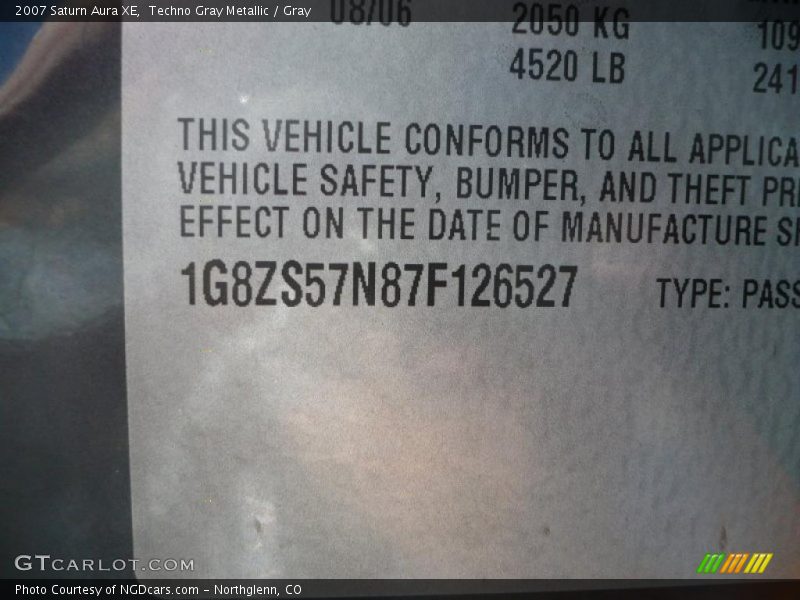 2007 Saturn Aura XE, Techno Gray Metallic / Gray
08/06 2050 KG 109
4520 LB 241
THIS VEHICLE CONFORMS TO ALL APPLICA
VEHICLE SAFETY, BUMPER, AND THEFT PR
EFFECT ON THE DATE OF MANUFACTURE S
1G8ZS57N87F126527 TYPE: PASS
GTCARLOT.COM
Photo Courtesy of NGDcars.com - Northglenn, CO